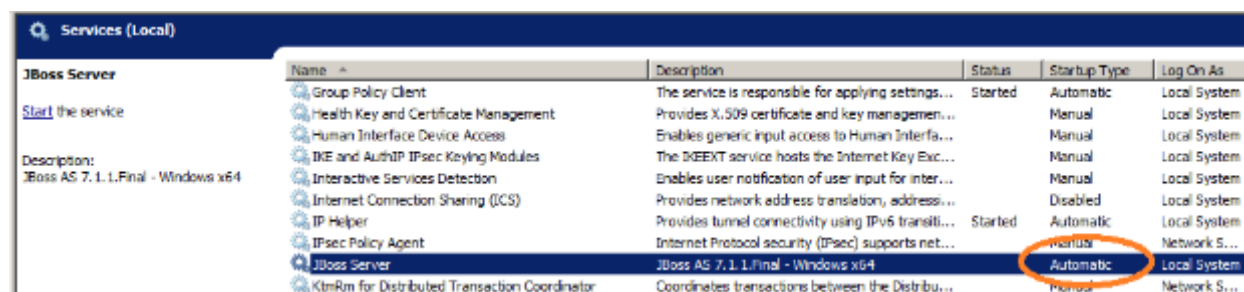 Services (Local)
JBoss Server
Start the service
Description:
JBoss AS 7.1.1.Final - Windows x64
Name Description Status Startup Type Log On As
Group Policy Client The service is responsible for applying settings... Started Automatic Local System
Health Key and Certificate Management Provides X.509 certificate and key managemen... Manual Local System
Human Interface Device Access Enables generic input access to Human Interfa... Manual Local System
IKE and AuthIP IPsec Keying Modules The IKEEXT service hosts the Internet Key Exc... Manual Local System
Interactive Services Detection Enables user notification of user input for inter... Manual Local System
Internet Connection Sharing (ICS) Provides network address translation, addressi... Disabled Local System
IP Helper Provides tunnel connectivity using IPv6 transiti... Started Automatic Local System
IPsec Policy Agent Internet Protocol security (IPsec) supports net... Manual Network S...
JBoss Server JBoss AS 7.1.1.Final - Windows x64 Automatic Local System
KtmRm for Distributed Transaction Coordinator Coordinates transactions between the Distribu... Manual Network S...